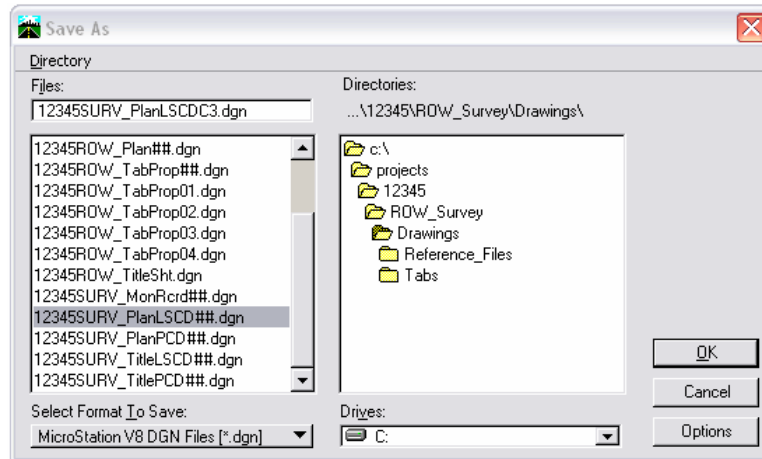 Save As
Directory
Files:
12345SURV_PlanLSCDC3.dgn
12345ROW_Plan##.dgn
12345ROW_TabProp##.dgn
12345ROW_TabProp01.dgn
12345ROW_TabProp02.dgn
12345ROW_TabProp03.dgn
12345ROW_TabProp04.dgn
12345ROW_TitleSht.dgn
12345SURV_MonRcrd##.dgn
12345SURV_PlanLSCD##.dgn
12345SURV_PlanPCD##.dgn
12345SURV_TitleLSCD##.dgn
12345SURV_TitlePCD##.dgn
Select Format To Save:
MicroStation V8 DGN Files [*.dgn]
Directories:
...\12345\ROW_Survey\Drawings\
c:\
projects
12345
ROW_Survey
Drawings
Reference_Files
Tabs
Drives:
C:
OK
Cancel
Options